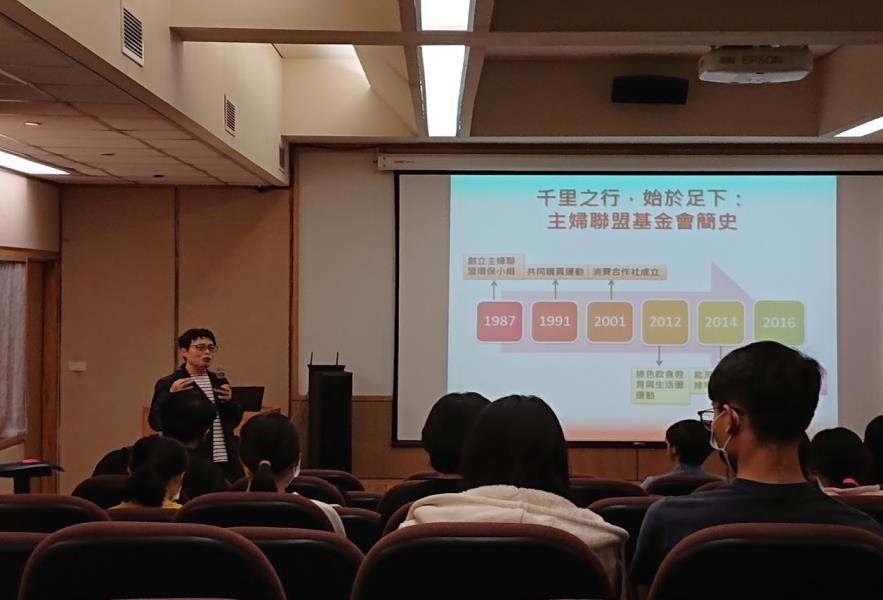 EPSON
千里之行，始於足下：
主婦聯盟基金會簡史
創立主婦聯
盟環保小組
共同購買運動
消費合作社成立
1987
1991
2001
2012
2014
2016
綠色飲食教
育與生活圈
運動